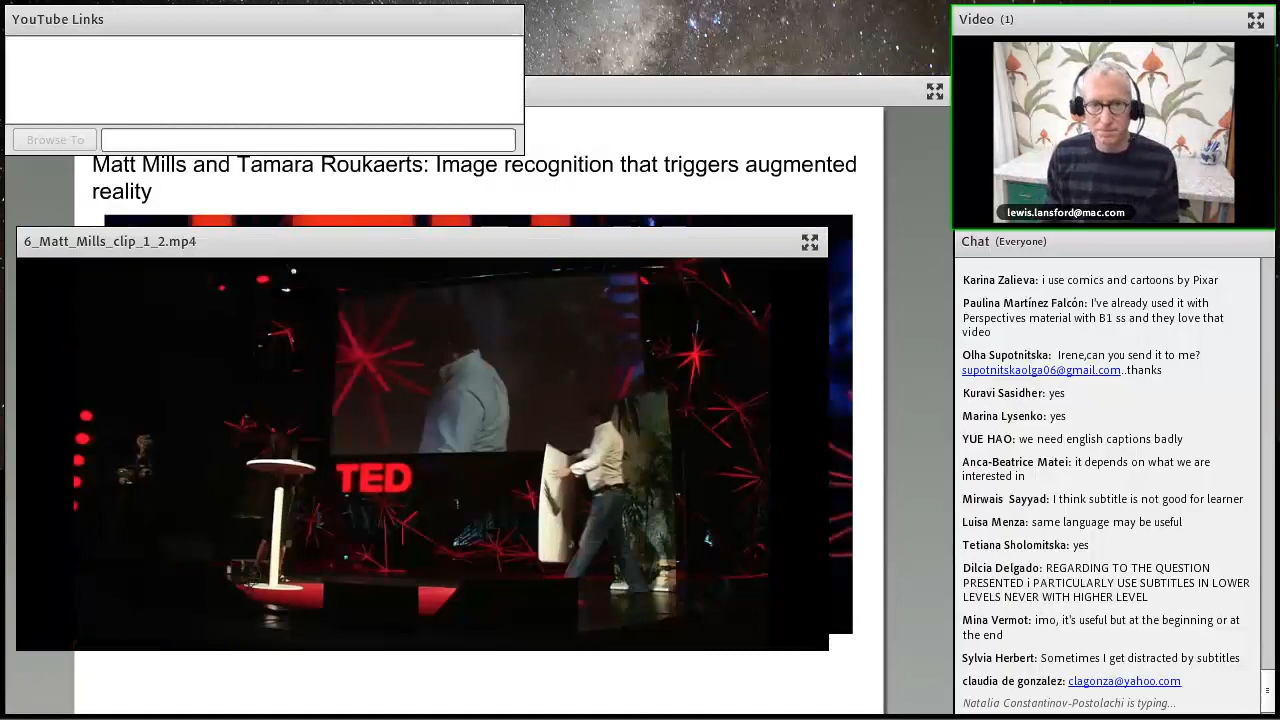 YouTube Links
Browse To
Matt Mills and Tamara Roukaerts: Image recognition that triggers augmented
reality
6_Matt_Mills_clip_1_2.mp4
TED
Video (1)
lewis.lansford@mac.com
Chat (Everyone)
Karina Zalieva: i use comics and cartoons by Pixar
Paulina Martínez Falcón: I've already used it with
Perspectives material with B1 ss and they love that
video
Olha Supotnitska: Irene,can you send it to me?
supotnitskaolga06@gmail.com..thanks
Kuravi Sasidher: yes
Marina Lysenko: yes
YUE HAO: we need english captions badly
Anca-Beatrice Matei: it depends on what we are
interested in
Mirwais Sayyad: I think subtitle is not good for learner
Luisa Menza: same language may be useful
Tetiana Sholomitska: yes
Dilcia Delgado: REGARDING TO THE QUESTION
PRESENTED i PARTICULARLY USE SUBTITLES IN LOWER
LEVELS NEVER WITH HIGHER LEVEL
Mina Vermot: imo, it's useful but at the beginning or at
the end
Sylvia Herbert: Sometimes I get distracted by subtitles
claudia de gonzalez: clagonza@yahoo.com
Natalia Constantinov-Postolachi is typing...